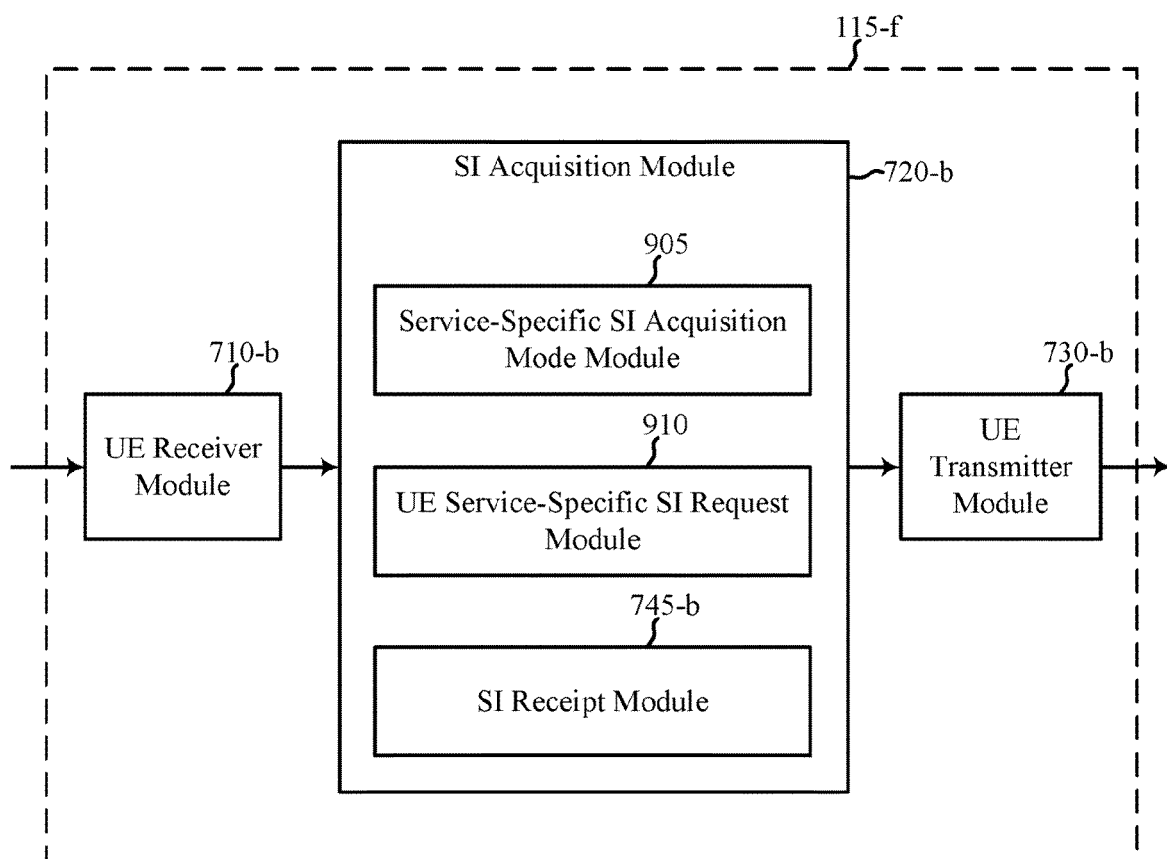 115-f
SI Acquisition Module
720-b
905
Service-Specific SI Acquisition
Mode Module
710-b
UE Receiver
Module
730-b
UE
Transmitter
Module
910
UE Service-Specific SI Request
Module
745-b
SI Receipt Module